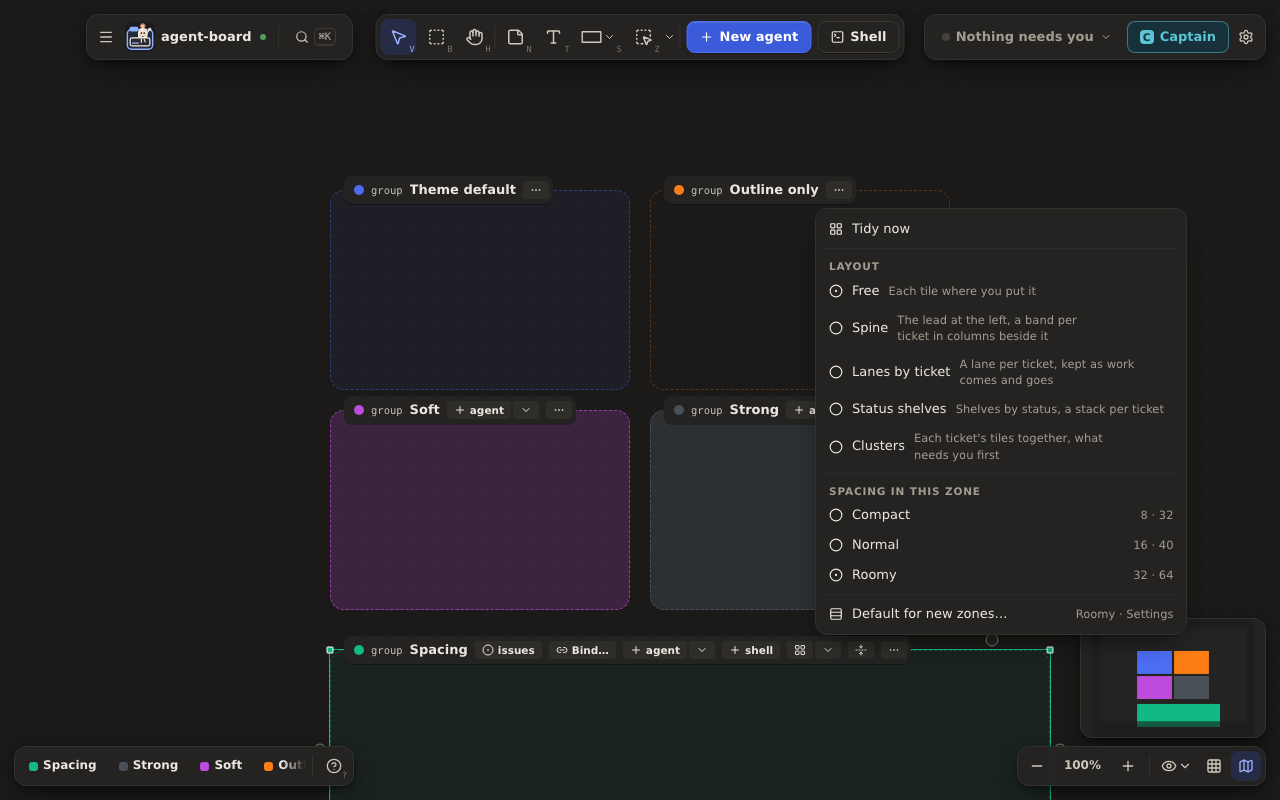 agent-board
⌘K
V
B
H
N
T
S
Z
New agent
Shell
Nothing needs you
C Captain
group Theme default
group Outline only
Tidy now
LAYOUT
Free Each tile where you put it
Spine The lead at the left, a band per
ticket in columns beside it
Lanes by ticket A lane per ticket, kept as work
comes and goes
Status shelves Shelves by status, a stack per ticket
Clusters Each ticket's tiles together, what
needs you first
SPACING IN THIS ZONE
Compact 8 · 32
Normal 16 · 40
Roomy 32 · 64
Default for new zones... Roomy · Settings
group Soft + agent
group Strong + a
group Spacing issues Bind... + agent + shell
Spacing Strong Soft Out
?
100%